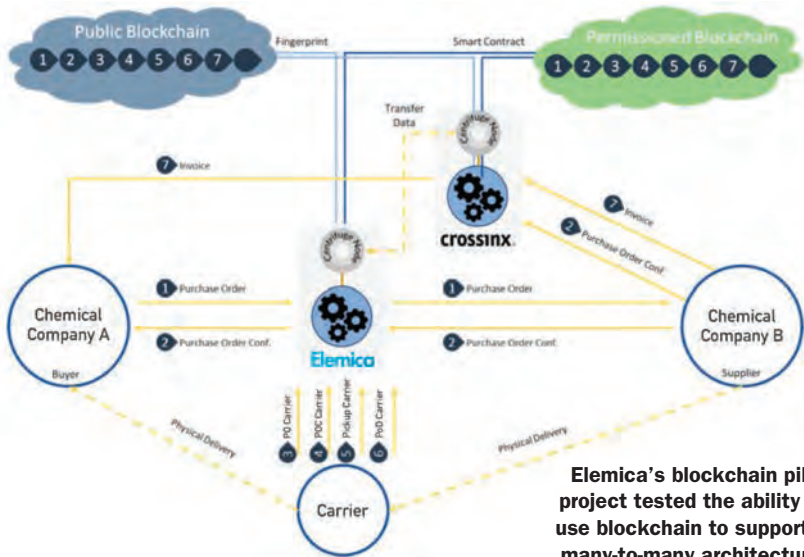 Public Blockchain
1 2 3 4 5 6 7
Fingerprint
Smart Contract
Permissioned Blockchain
1 2 3 4 5 6 7
Transfer
Data
Centrifuge Node
7 Invoice
crossinx.
7 Invoice
2 Purchase Order Conf.
Centrifuge Node
Chemical
Company A
Buyer
1 Purchase Order
2 Purchase Order Conf.
Elemica
1 Purchase Order
2 Purchase Order Conf.
Chemical
Company B
Supplier
3 PO Carrier
4 POC Carrier
5 Pickup Carrier
6 PoD Carrier
Physical Delivery
Physical Delivery
Carrier
Elemica's blockchain pil
project tested the ability
use blockchain to support
many-to-many architectur